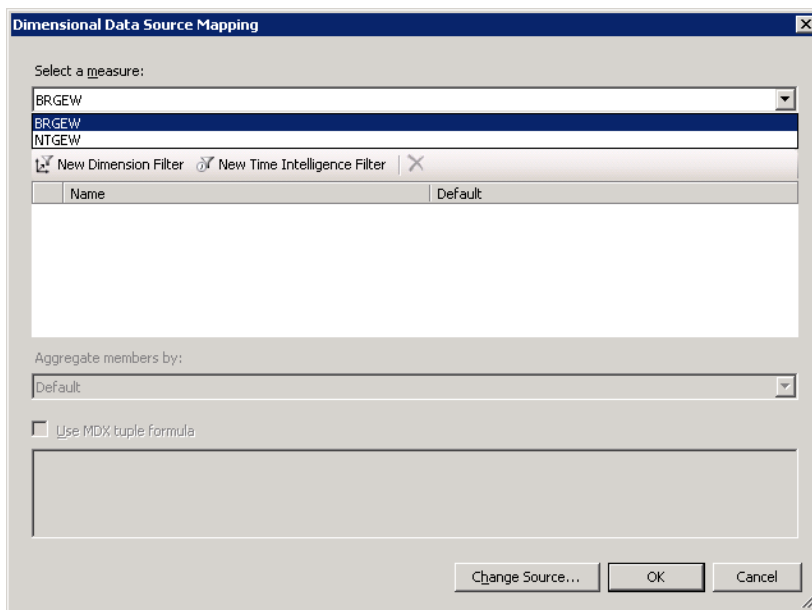 Dimensional Data Source Mapping
Select a measure:
BRGEW
BRGEW
NTGEW
New Dimension Filter New Time Intelligence Filter
Name Default
Aggregate members by:
Default
Use MDX tuple formula
Change Source... OK Cancel